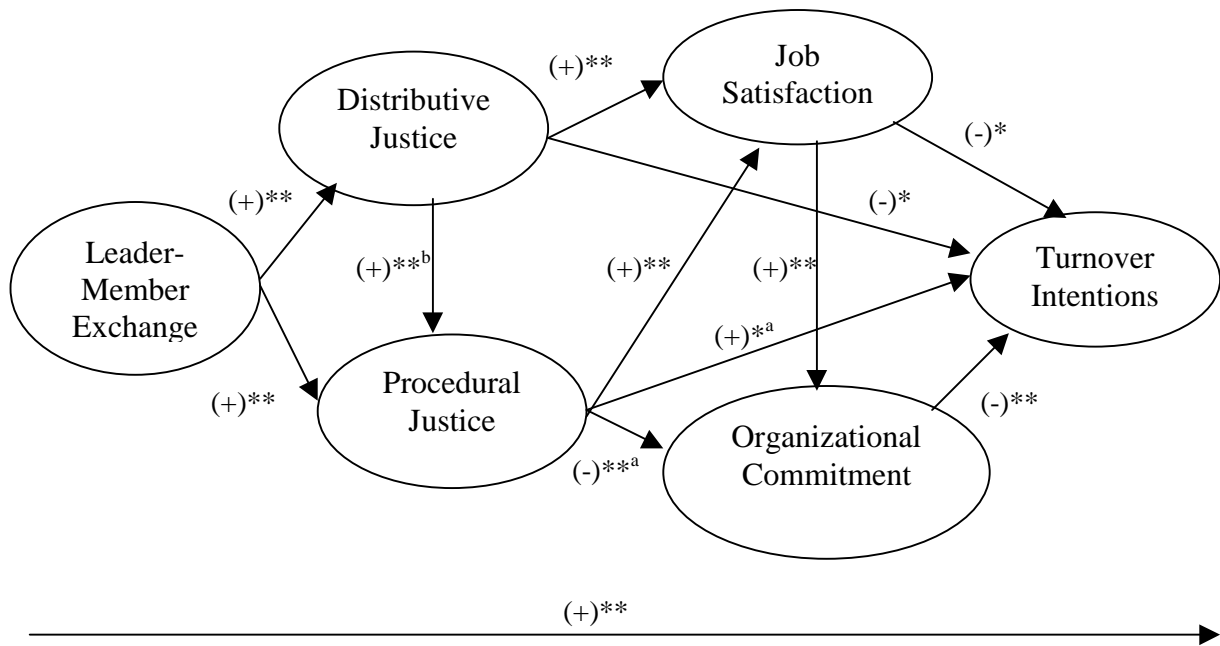 Job
Satisfaction
(+)**
Distributive
Justice
(-)*
(+)**
(-)*
Leader-
Member
Exchange
(+)**ᵇ
(+)**
(+)**
Turnover
Intentions
(+)*ᵃ
Procedural
Justice
(+)**
(-)**
Organizational
Commitment
(-)**ᵃ
(+)**